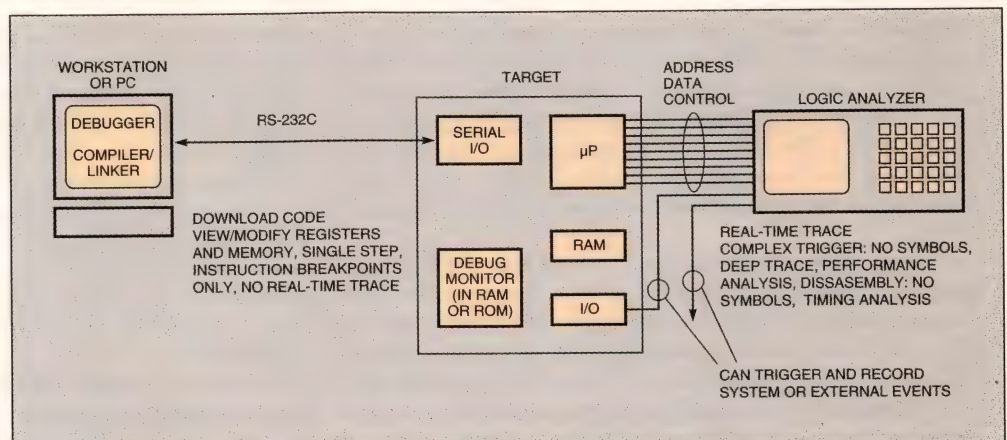 WORKSTATION
OR PC
DEBUGGER
COMPILER/
LINKER
RS-232C
DOWNLOAD CODE
VIEW/MODIFY REGISTERS
AND MEMORY, SINGLE STEP,
INSTRUCTION BREAKPOINTS
ONLY, NO REAL-TIME TRACE
TARGET
SERIAL
I/O
µP
DEBUG
MONITOR
(IN RAM
OR ROM)
RAM
I/O
ADDRESS
DATA
CONTROL
LOGIC ANALYZER
REAL-TIME TRACE
COMPLEX TRIGGER: NO SYMBOLS,
DEEP TRACE, PERFORMANCE
ANALYSIS, DISSASEMBLY: NO
SYMBOLS, TIMING ANALYSIS
CAN TRIGGER AND RECORD
SYSTEM OR EXTERNAL EVENTS